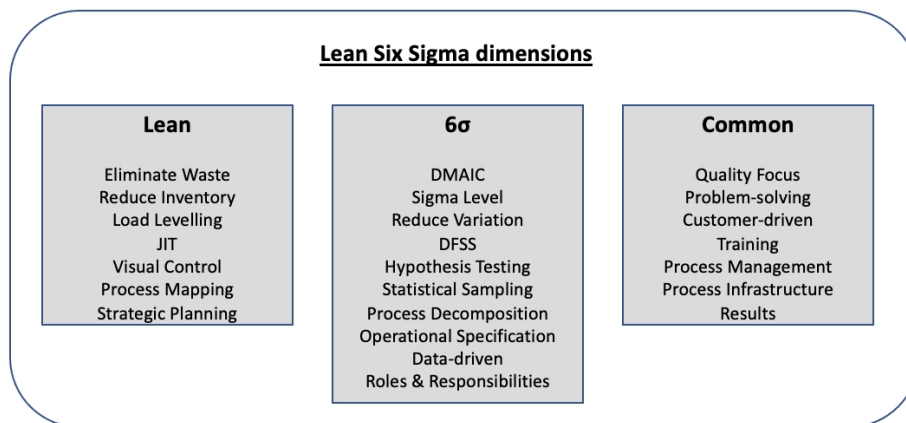 Lean Six Sigma dimensions
Lean
Eliminate Waste
Reduce Inventory
Load Levelling
JIT
Visual Control
Process Mapping
Strategic Planning
6σ
DMAIC
Sigma Level
Reduce Variation
DFSS
Hypothesis Testing
Statistical Sampling
Process Decomposition
Operational Specification
Data-driven
Roles & Responsibilities
Common
Quality Focus
Problem-solving
Customer-driven
Training
Process Management
Process Infrastructure
Results